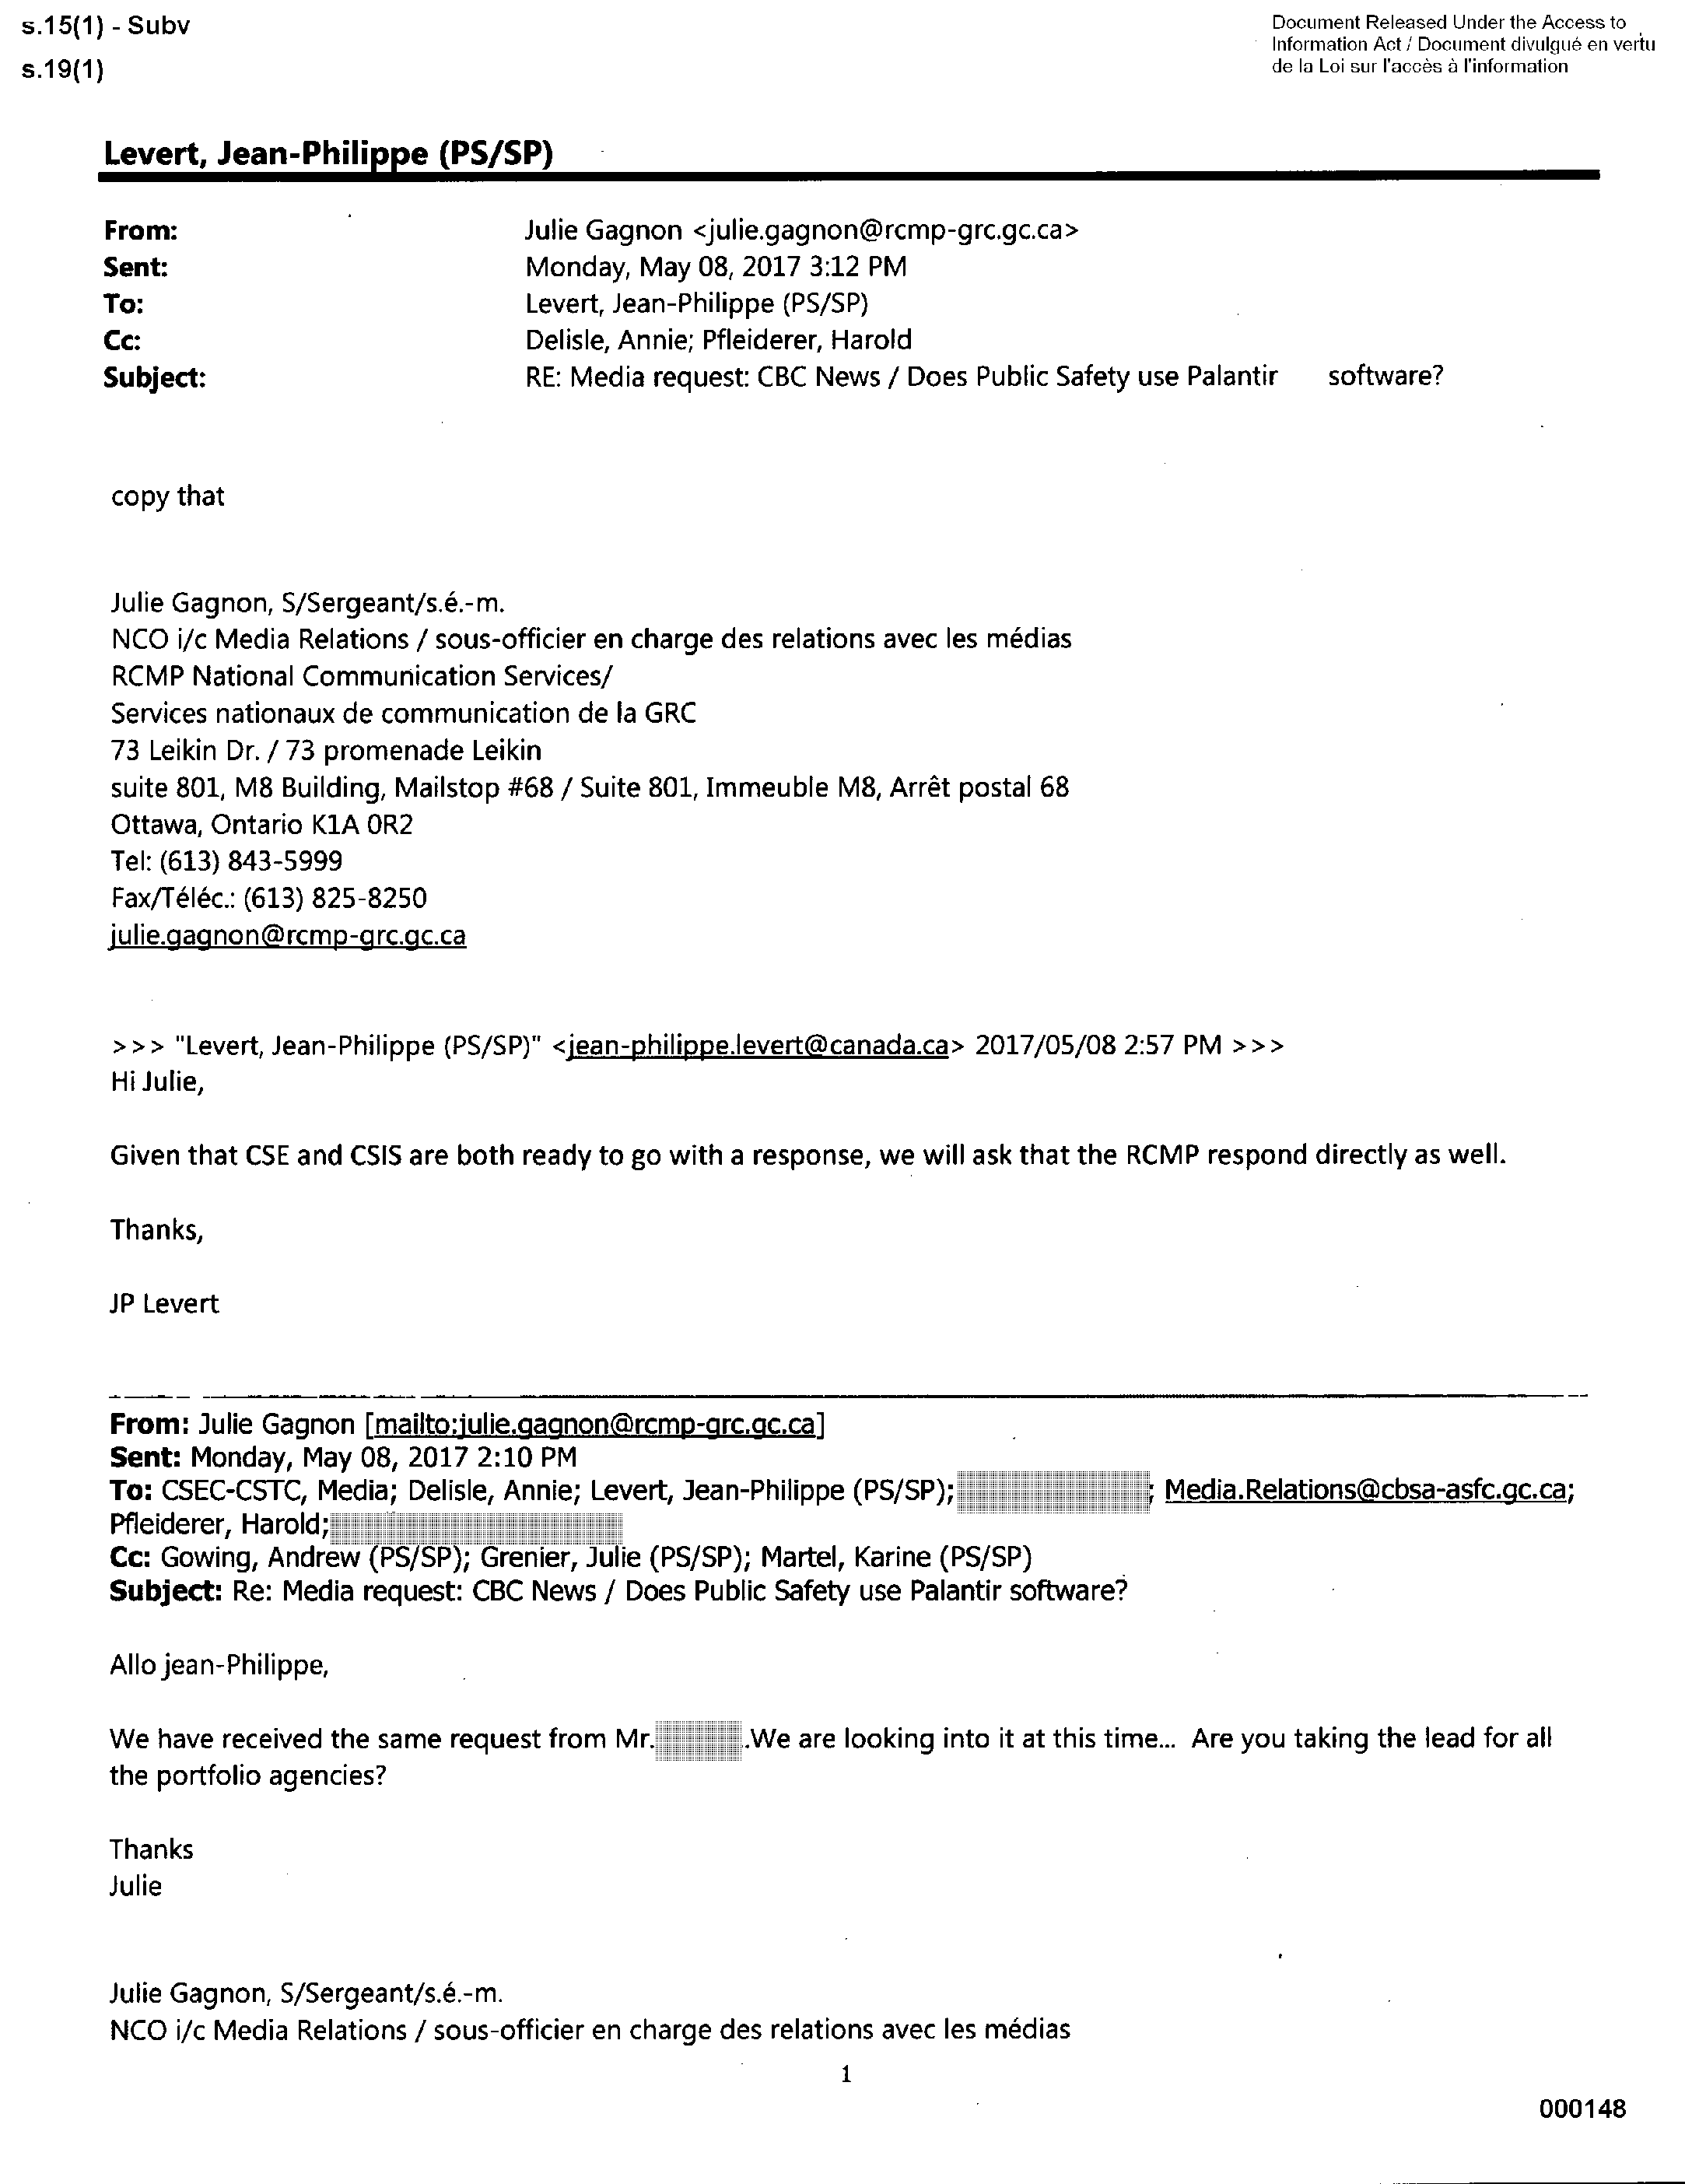 s.15(1) - Subv
s.19(1)
Document Released Under the Access to
Information Act / Document divulgué en vertu
de la Loi sur l'accès à l'information
Levert, Jean-Philippe (PS/SP)
From: Julie Gagnon <julie.gagnon@rcmp-grc.gc.ca>
Sent: Monday, May 08, 2017 3:12 PM
To: Levert, Jean-Philippe (PS/SP)
Cc: Delisle, Annie; Pfleiderer, Harold
Subject: RE: Media request: CBC News / Does Public Safety use Palantir software?
copy that
Julie Gagnon, S/Sergeant/s.é.-m.
NCO i/c Media Relations / sous-officier en charge des relations avec les médias
RCMP National Communication Services/
Services nationaux de communication de la GRC
73 Leikin Dr. / 73 promenade Leikin
suite 801, M8 Building, Mailstop #68 / Suite 801, Immeuble M8, Arrêt postal 68
Ottawa, Ontario K1A 0R2
Tel: (613) 843-5999
Fax/Téléc.: (613) 825-8250
julie.gagnon@rcmp-grc.gc.ca
>>> "Levert, Jean-Philippe (PS/SP)" <jean-philippe.levert@canada.ca> 2017/05/08 2:57 PM >>>
Hi Julie,
Given that CSE and CSIS are both ready to go with a response, we will ask that the RCMP respond directly as well.
Thanks,
JP Levert
From: Julie Gagnon [mailto:julie.gagnon@rcmp-grc.gc.ca]
Sent: Monday, May 08, 2017 2:10 PM
To: CSEC-CSTC, Media; Delisle, Annie; Levert, Jean-Philippe (PS/SP); ; Media.Relations@cbsa-asfc.gc.ca;
Pfleiderer, Harold;
Cc: Gowing, Andrew (PS/SP); Grenier, Julie (PS/SP); Martel, Karine (PS/SP)
Subject: Re: Media request: CBC News / Does Public Safety use Palantir software?
Allo jean-Philippe,
We have received the same request from Mr. .We are looking into it at this time... Are you taking the lead for all
the portfolio agencies?
Thanks
Julie
Julie Gagnon, S/Sergeant/s.é.-m.
NCO i/c Media Relations / sous-officier en charge des relations avec les médias
1
000148